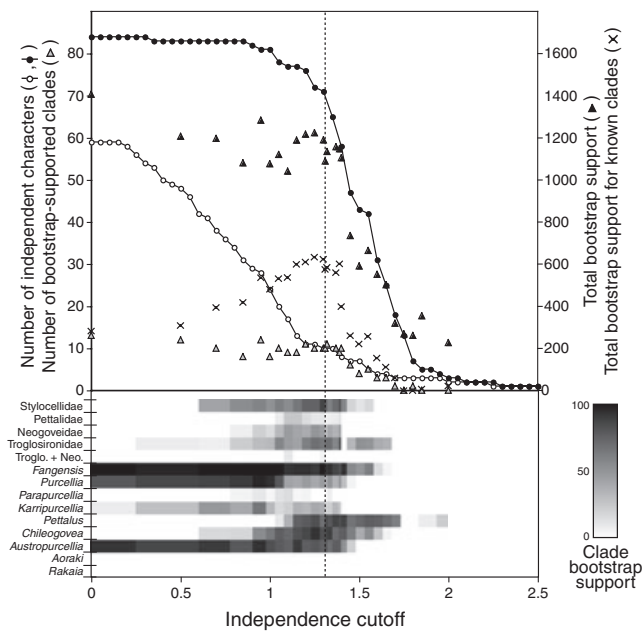 Number of independent characters ( , )
Number of bootstrap-supported clades ( )
80
70
60
50
40
30
20
10
0
1600
1400
1200
1000
800
600
400
200
0
Total bootstrap support ( )
Total bootstrap support for known clades ( × )
Stylocellidae
Pettalidae
Neogoveidae
Troglosironidae
Troglo. + Neo.
Fangensis
Purcellia
Parapurcellia
Karripurcellia
Pettalus
Chileogovea
Austropurcellia
Aoraki
Rakaia
0
0.5
1
1.5
2
2.5
Independence cutoff
100
50
0
Clade
bootstrap
support